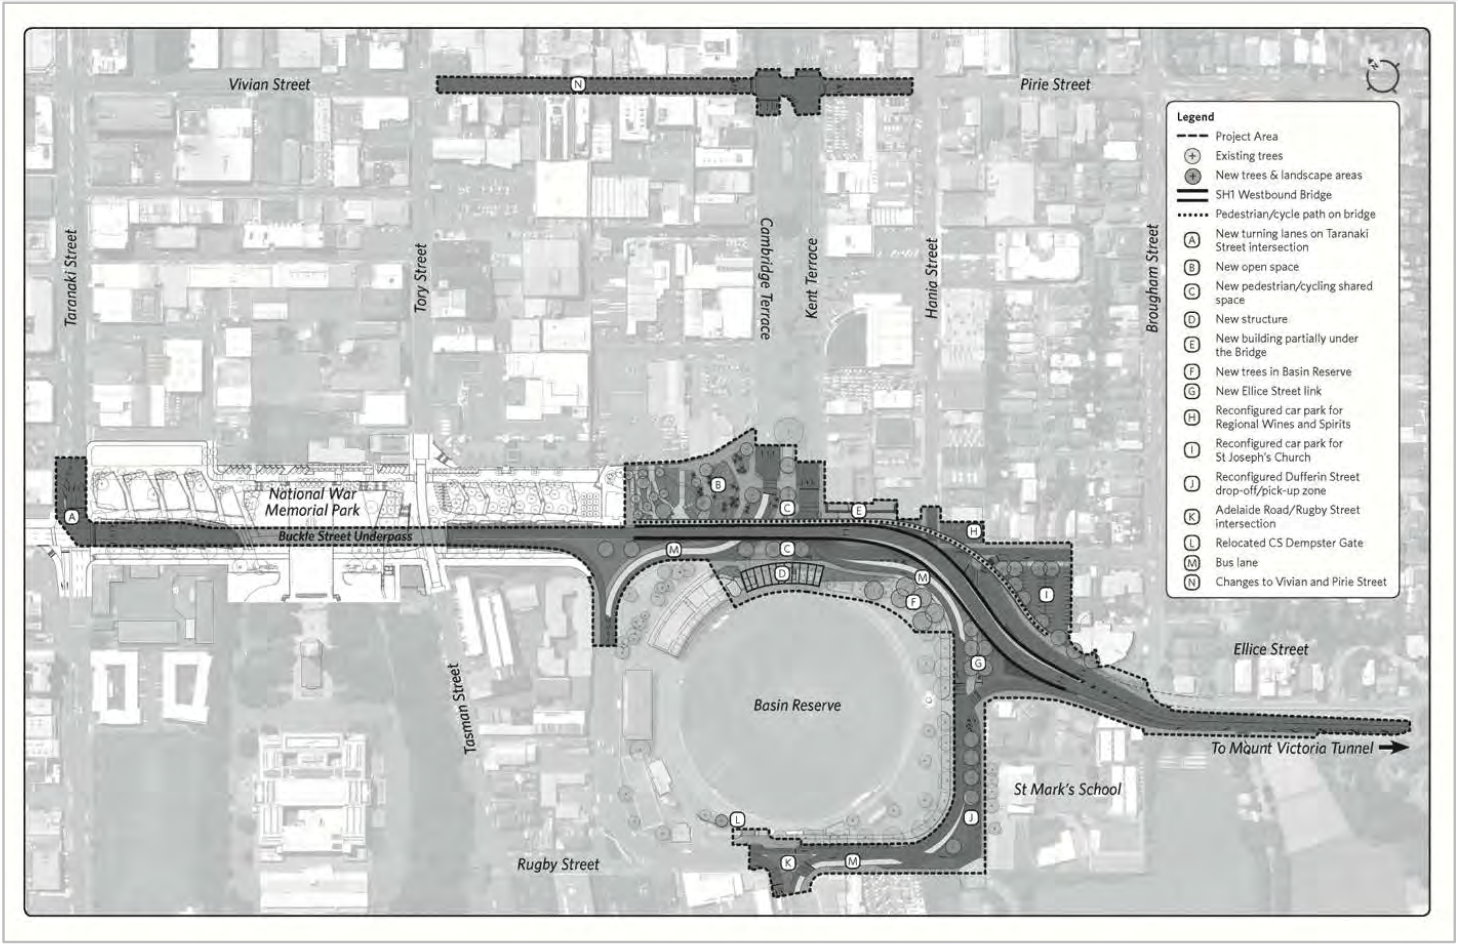 Vivian Street
N
Pirie Street
N
Legend
Project Area
Existing trees
New trees & landscape areas
SH1 Westbound Bridge
Pedestrian/cycle path on bridge
A New turning lanes on Taranaki
Street intersection
B New open space
C New pedestrian/cycling shared
space
D New structure
E New building partially under
the Bridge
F New trees in Basin Reserve
G New Ellice Street link
H Reconfigured car park for
Regional Wines and Spirits
I Reconfigured car park for
St Joseph's Church
J Reconfigured Dufferin Street
drop-off/pick-up zone
K Adelaide Road/Rugby Street
intersection
L Relocated CS Dempster Gate
M Bus lane
N Changes to Vivian and Pirie Street
Taranaki Street
Tory Street
Cambridge Terrace
Kent Terrace
Hania Street
Brougham Street
National War
Memorial Park
B
C
E
A
Buckle Street Underpass
H
M
C
D
M
F
I
Ellice Street
G
Tasman Street
Basin Reserve
To Mount Victoria Tunnel
St Mark's School
L
J
Rugby Street
K
M